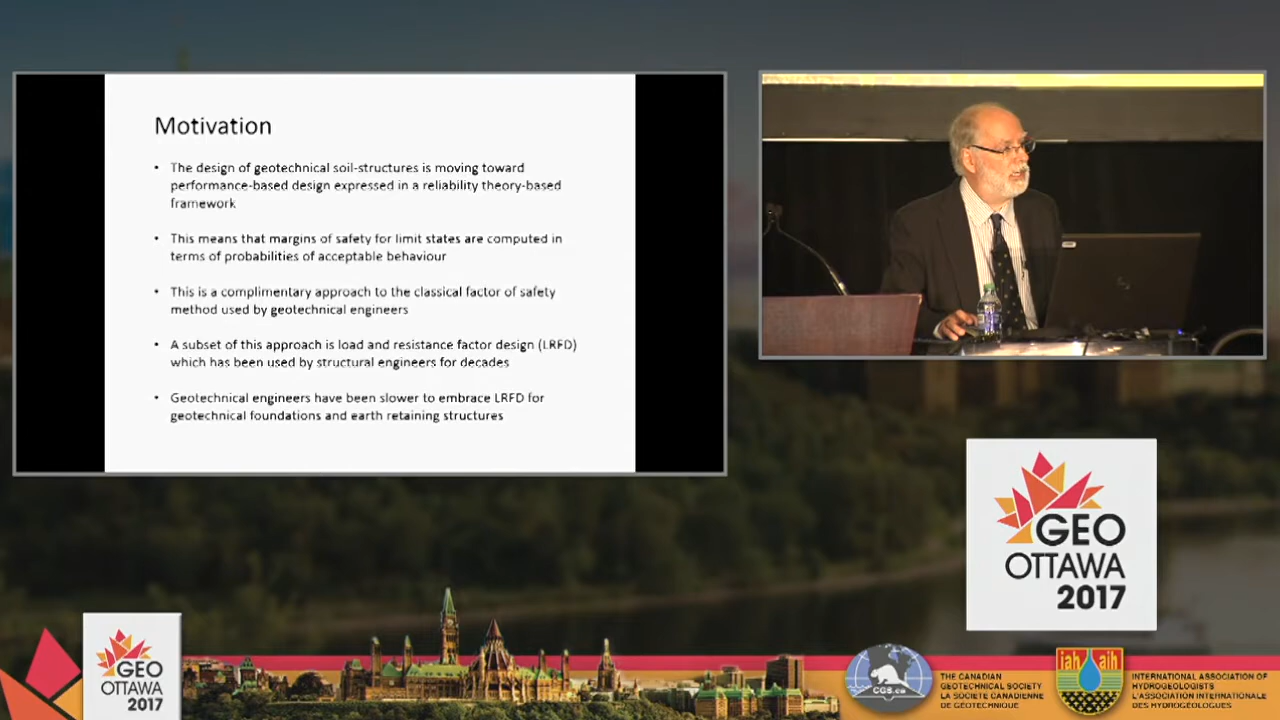 Motivation
• The design of geotechnical soil-structures is moving toward
performance-based design expressed in a reliability theory-based
framework
• This means that margins of safety for limit states are computed in
terms of probabilities of acceptable behaviour
• This is a complimentary approach to the classical factor of safety
method used by geotechnical engineers
• A subset of this approach is load and resistance factor design (LRFD)
which has been used by structural engineers for decades
• Geotechnical engineers have been slower to embrace LRFD for
geotechnical foundations and earth retaining structures
GEO
OTTAWA
2017
GEO
OTTAWA
2017
CGS.ca
THE CANADIAN
GEOTECHNICAL SOCIETY
LA SOCIÉTÉ CANADIENNE
DE GÉOTECHNIQUE
iah aih
INTERNATIONAL ASSOCIATION OF
HYDROGEOLOGISTS
L'ASSOCIATION INTERNATIONALE
DES HYDROGÉOLOGUES